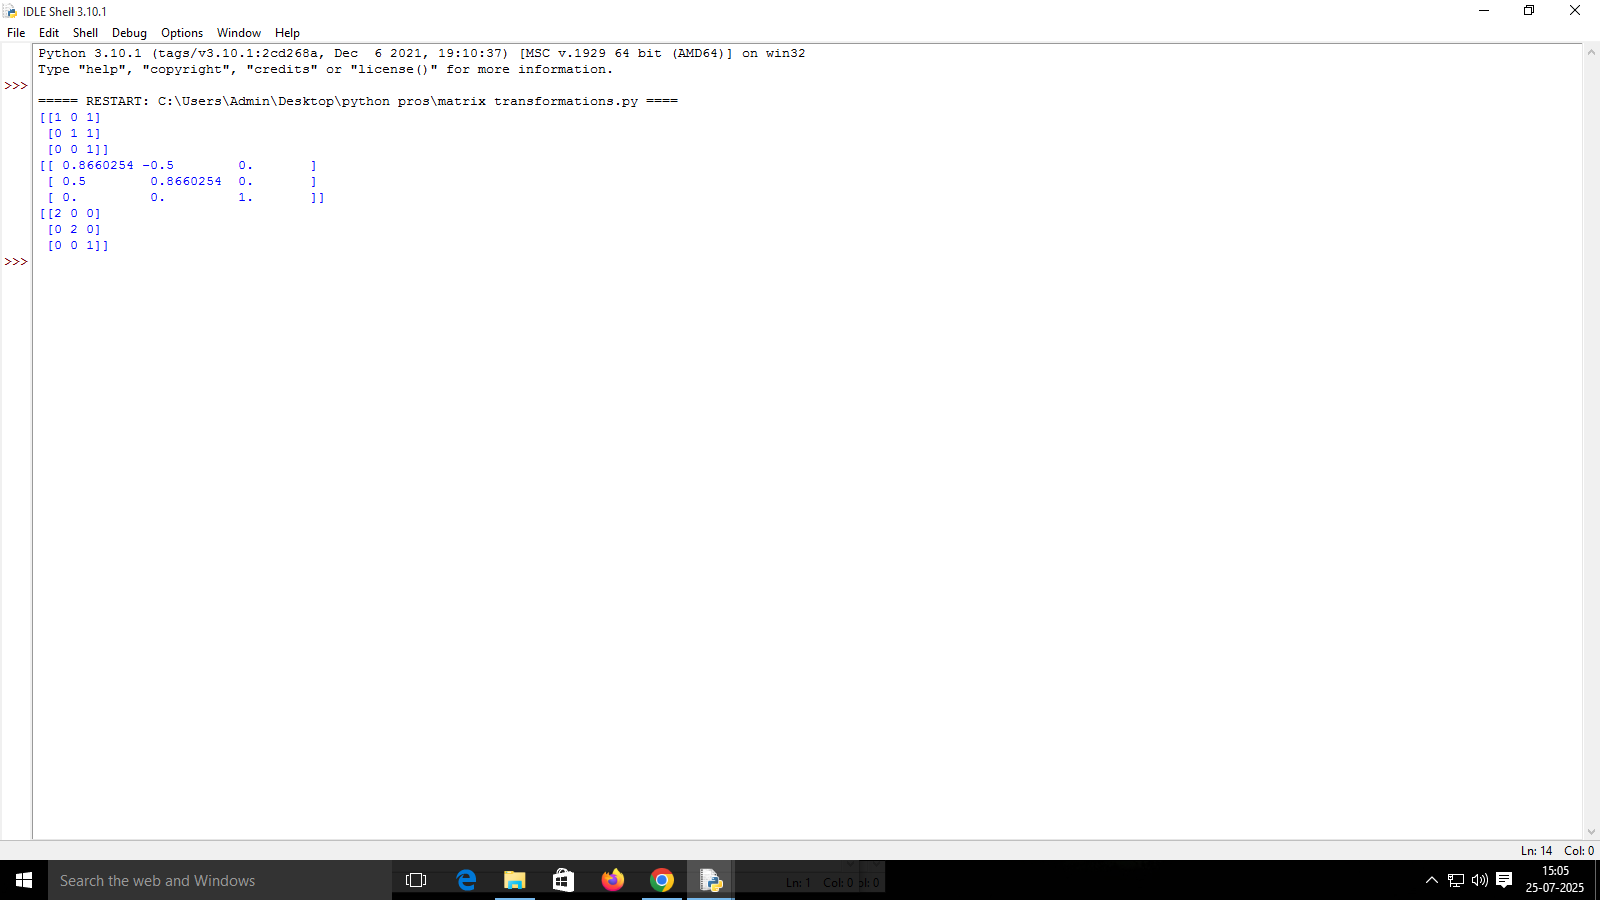 IDLE Shell 3.10.1
File Edit Shell Debug Options Window Help
Python 3.10.1 (tags/v3.10.1:2cd268a, Dec  6 2021, 19:10:37) [MSC v.1929 64 bit (AMD64)] on win32
Type "help", "copyright", "credits" or "license()" for more information.
>>>
===== RESTART: C:\Users\Admin\Desktop\python pros\matrix transformations.py ====
[[1 0 1]
 [0 1 1]
 [0 0 1]]
[[ 0.8660254 -0.5        0.       ]
 [ 0.5        0.8660254  0.       ]
 [ 0.         0.         1.       ]]
[[2 0 0]
 [0 2 0]
 [0 0 1]]
>>>
Ln: 14 Col: 0
Search the web and Windows
Ln: 1 Col: 0 ol: 0
15:05
25-07-2025